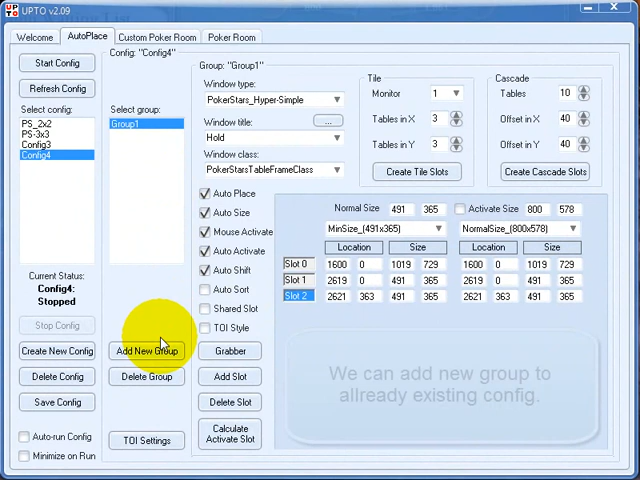 UPTO v2.09
Welcome AutoPlace Custom Poker Room Poker Room
Start Config
Refresh Config
Select config:
PS_2x2
PS-3x3
Config3
Config4
Current Status:
Config4:
Stopped
Stop Config
Create New Config
Delete Config
Save Config
Auto-run Config
Minimize on Run
Config: "Config4"
Select group:
Group1
Add New Group
Delete Group
TOI Settings
Group: "Group1"
Window type:
PokerStars_Hyper-Simple
Window title: ...
Hold
Window class:
PokerStarsTableFrameClass
Tile
Monitor 1
Tables in X 3
Tables in Y 3
Create Tile Slots
Cascade
Tables 10
Offset in X 40
Offset in Y 40
Create Cascade Slots
Auto Place
Auto Size
Mouse Activate
Auto Activate
Auto Shift
Auto Sort
Shared Slot
TOI Style
Grabber
Add Slot
Delete Slot
Calculate
Activate Slot
Normal Size 491 365 Activate Size 800 578
MinSize_(491x365) NormalSize_(800x578)
Location Size Location Size
Slot 0 1600 0 1019 729 1600 0 1019 729
Slot 1 2619 0 491 365 2619 0 491 365
Slot 2 2621 363 491 365 2621 363 491 365
We can add new group to
allready existing config.